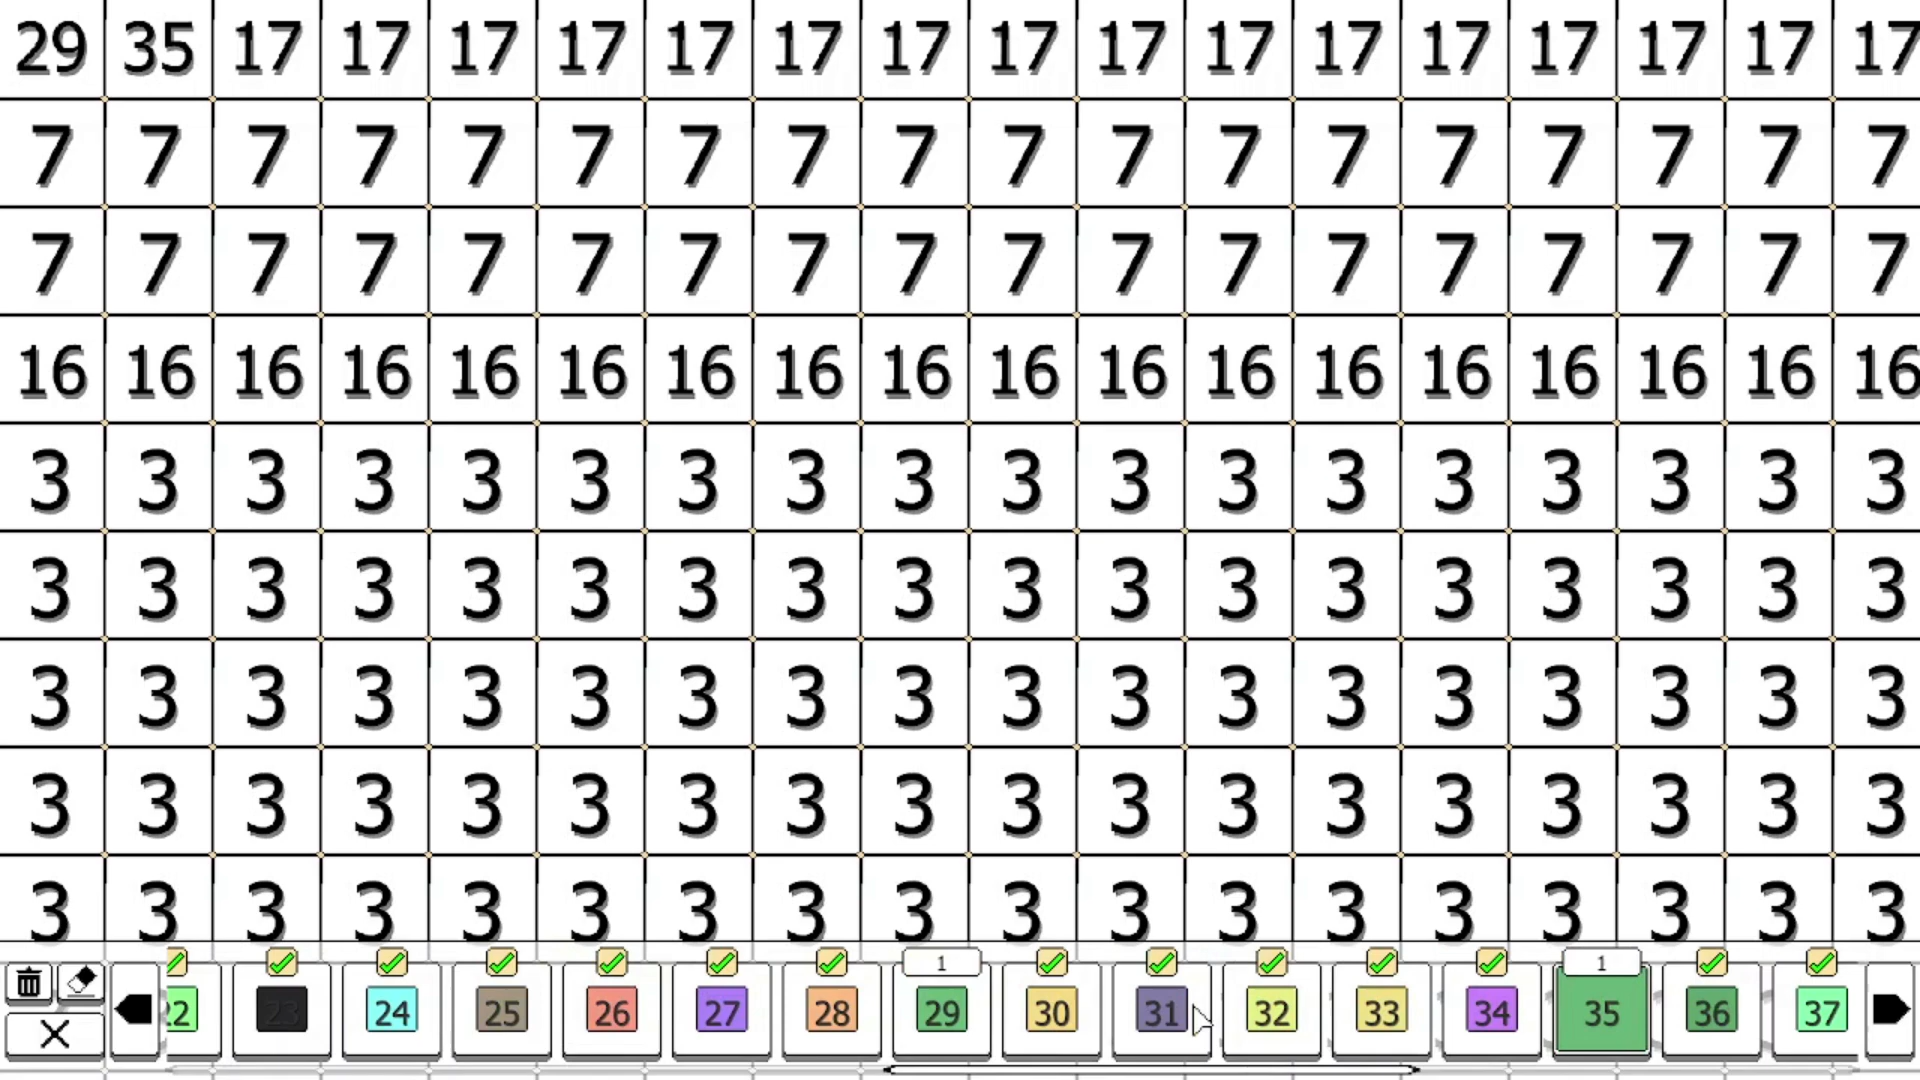 29 35 17 17 17 17 17 17 17 17 17 17 17 17 17 17 17 17
7 7 7 7 7 7 7 7 7 7 7 7 7 7 7 7 7 7
7 7 7 7 7 7 7 7 7 7 7 7 7 7 7 7 7 7
16 16 16 16 16 16 16 16 16 16 16 16 16 16 16 16 16 16
3 3 3 3 3 3 3 3 3 3 3 3 3 3 3 3 3 3
3 3 3 3 3 3 3 3 3 3 3 3 3 3 3 3 3 3
3 3 3 3 3 3 3 3 3 3 3 3 3 3 3 3 3 3
3 3 3 3 3 3 3 3 3 3 3 3 3 3 3 3 3 3
3 3 3 3 3 3 3 3 3 3 3 3 3 3 3 3 3 3
1 1
22 23 24 25 26 27 28 29 30 31 32 33 34 35 36 37